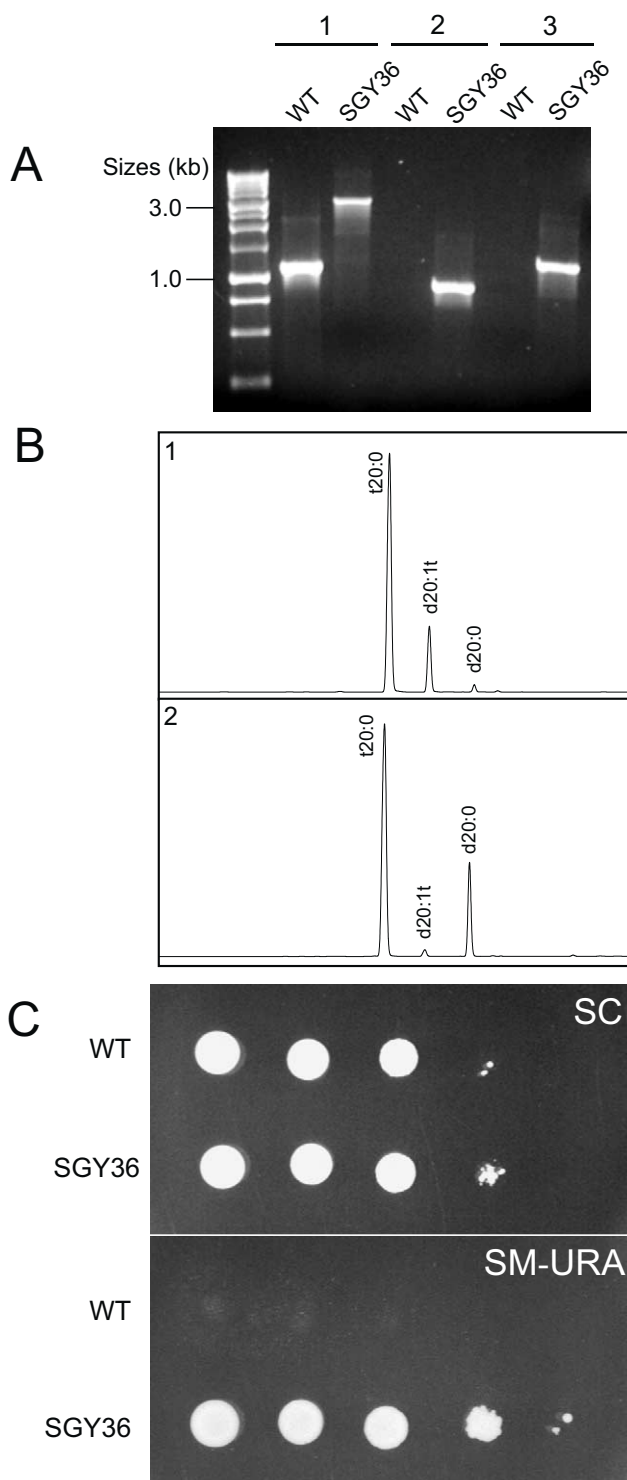 1 2 3
WT SGY36 WT SGY36 WT SGY36
A
Sizes (kb)
3.0
1.0
B
1
t20:0
d20:1t
d20:0
2
t20:0
d20:1t
d20:0
C
SC
WT
SGY36
SM-URA
WT
SGY36